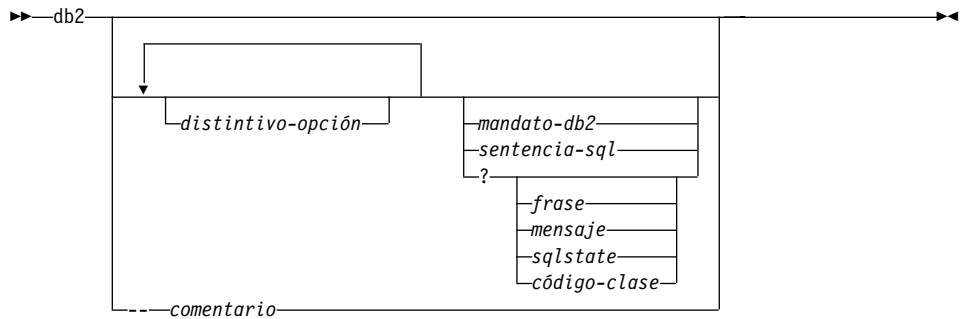 db2
distintivo-opción
mandato-db2
sentencia-sql
?
frase
mensaje
sqlstate
código-clase
-- comentario